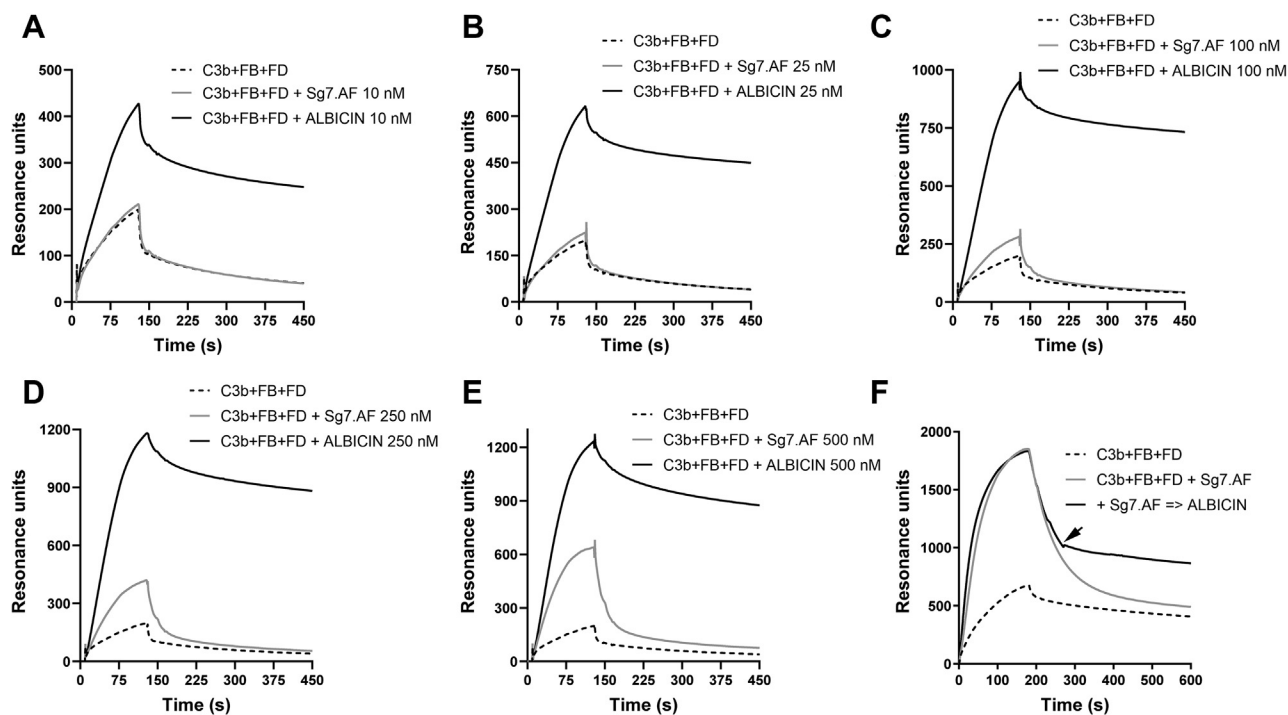 A
C3b+FB+FD
C3b+FB+FD + Sg7.AF 10 nM
C3b+FB+FD + ALBICIN 10 nM
Resonance units
500
400
300
200
100
0
0 75 150 225 300 375 450
Time (s)
B
C3b+FB+FD
C3b+FB+FD + Sg7.AF 25 nM
C3b+FB+FD + ALBICIN 25 nM
Resonance units
750
600
450
300
150
0
0 75 150 225 300 375 450
Time (s)
C
C3b+FB+FD
C3b+FB+FD + Sg7.AF 100 nM
C3b+FB+FD + ALBICIN 100 nM
Resonance units
1000
750
500
250
0
0 75 150 225 300 375 450
Time (s)
D
C3b+FB+FD
C3b+FB+FD + Sg7.AF 250 nM
C3b+FB+FD + ALBICIN 250 nM
Resonance units
1200
900
600
300
0
0 75 150 225 300 375 450
Time (s)
E
C3b+FB+FD
C3b+FB+FD + Sg7.AF 500 nM
C3b+FB+FD + ALBICIN 500 nM
Resonance units
1200
900
600
300
0
0 75 150 225 300 375 450
Time (s)
F
C3b+FB+FD
C3b+FB+FD + Sg7.AF
+ Sg7.AF => ALBICIN
Resonance units
2000
1500
1000
500
0
0 100 200 300 400 500 600
Time (s)